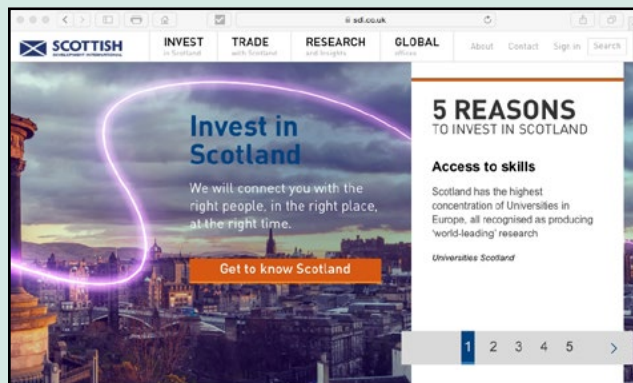 sdi.co.uk
SCOTTISH
DEVELOPMENT INTERNATIONAL
INVEST
in Scotland
TRADE
with Scotland
RESEARCH
and Insights
GLOBAL
offices
About Contact Sign in Search
Invest in
Scotland
We will connect you with the
right people, in the right place,
at the right time.
Get to know Scotland
5 REASONS
TO INVEST IN SCOTLAND
Access to skills
Scotland has the highest
concentration of Universities in
Europe, all recognised as producing
'world-leading' research
Universities Scotland
1 2 3 4 5